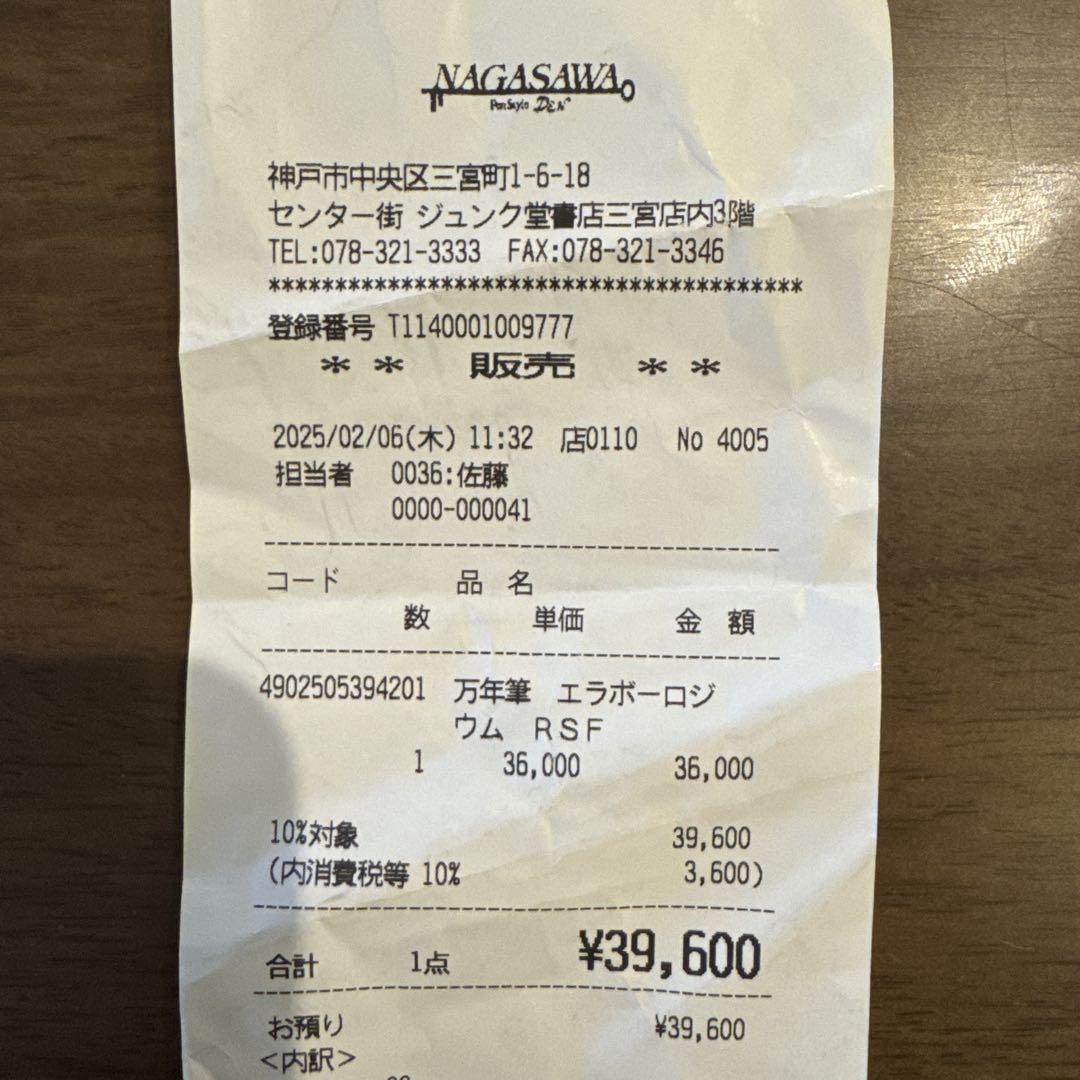 NAGASAWA
PenStyle DEN
神戸市中央区三宮町1-6-18
センター街 ジュンク堂書店三宮店内3階
TEL:078-321-3333 FAX:078-321-3346
****************************************
登録番号 T1140001009777
＊＊ 販売 ＊＊
2025/02/06(木) 11:32 店0110 No 4005
担当者 0036:佐藤
0000-000041
コード 品 名
数 単価 金 額
4902505394201 万年筆 エラボーロジ
ウム RSF
1 36,000 36,000
10%対象 39,600
(内消費税等 10% 3,600)
合計 1点 ¥39,600
お預り ¥39,600
<内訳>